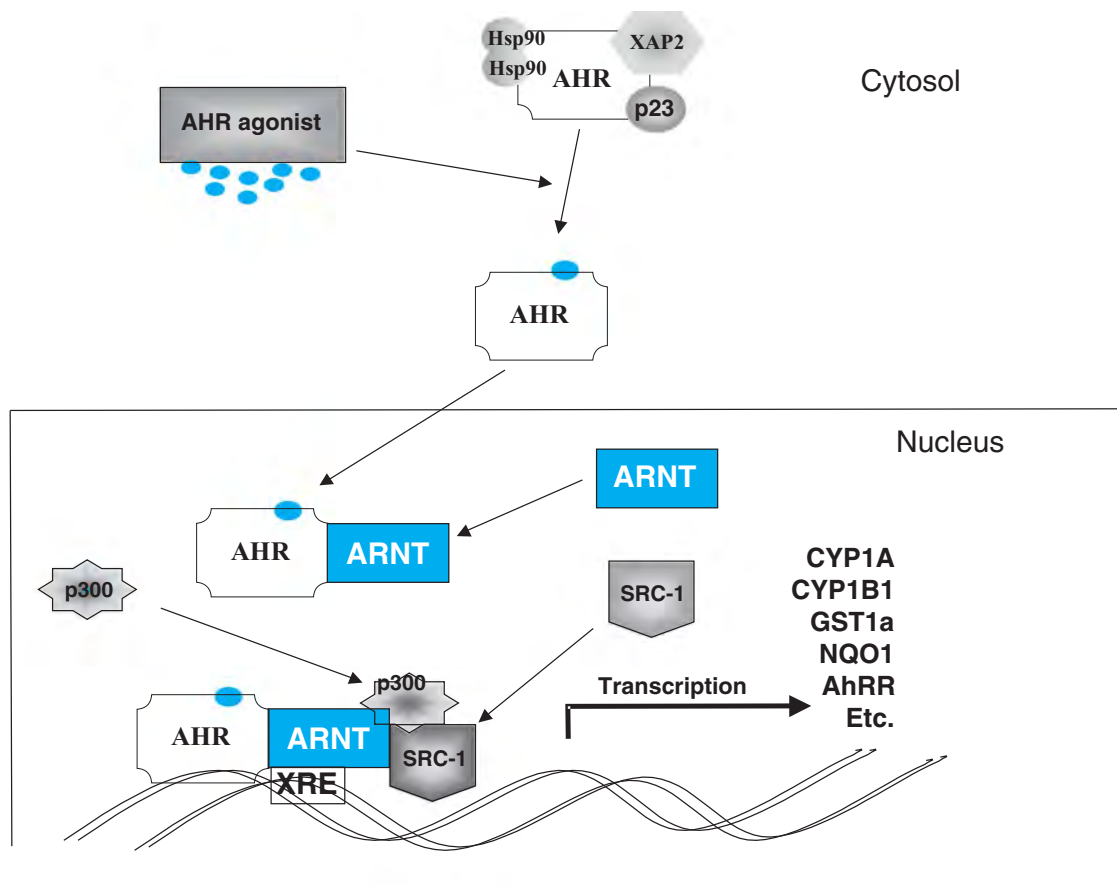 Hsp90
XAP2
Cytosol
Hsp90
AHR
p23
AHR agonist
AHR
Nucleus
ARNT
AHR
ARNT
p300
SRC-1
CYP1A
CYP1B1
GST1a
NQO1
AhRR
Etc.
p300
Transcription
AHR
ARNT
SRC-1
XRE